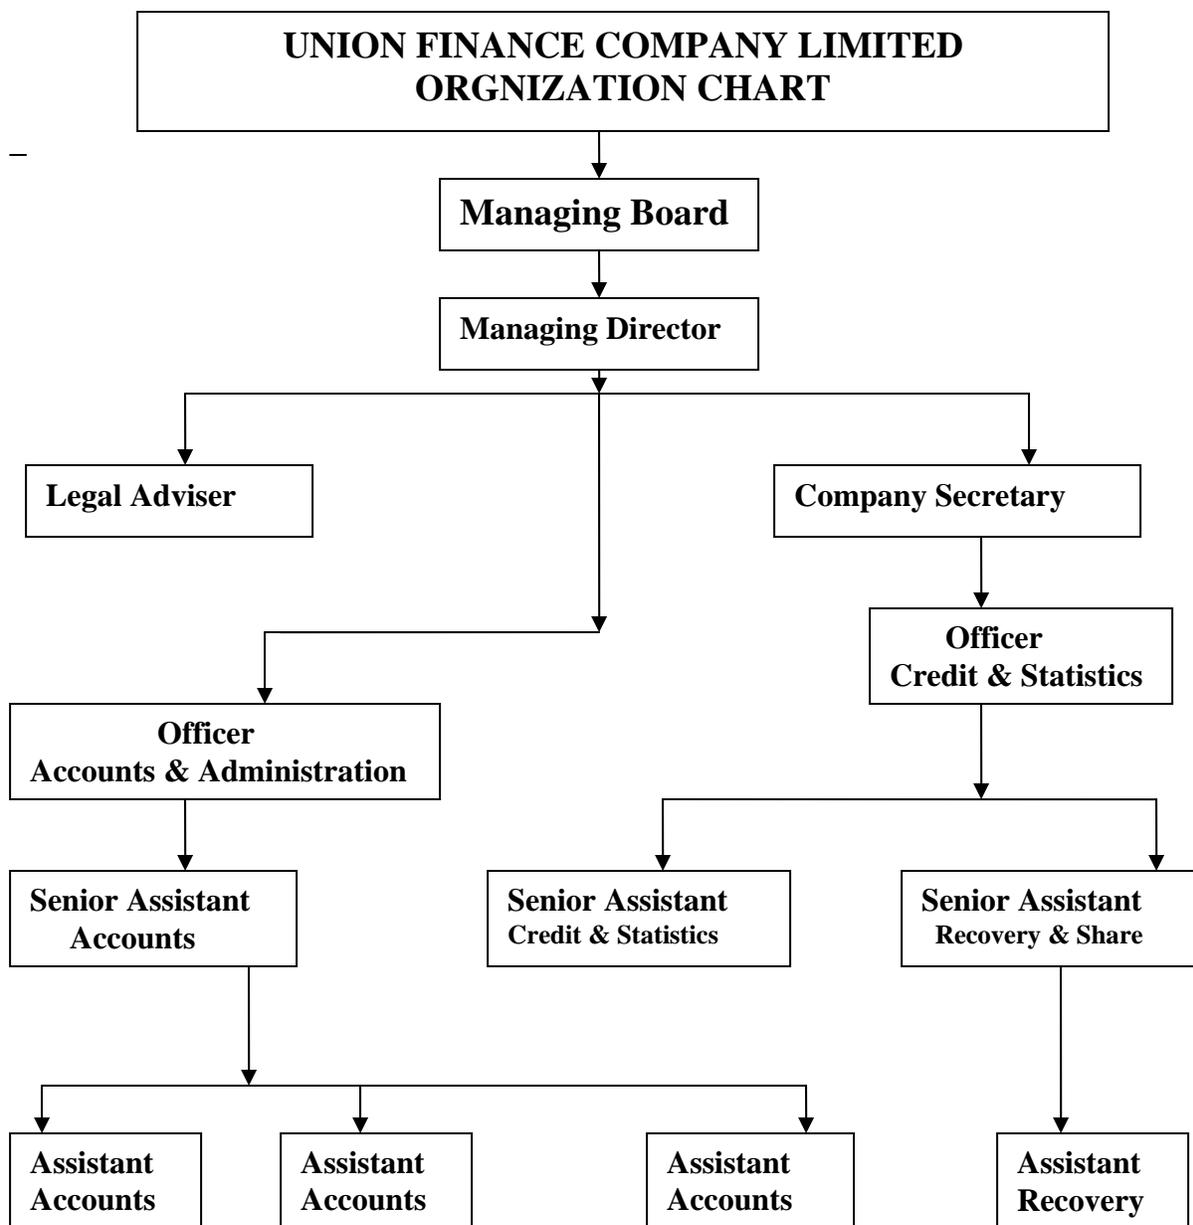 UNION FINANCE COMPANY LIMITED
ORGNIZATION CHART
Managing Board
Managing Director
Legal Adviser
Company Secretary
Officer
Credit & Statistics
Officer
Accounts & Administration
Senior Assistant
Accounts
Senior Assistant
Credit & Statistics
Senior Assistant
Recovery & Share
Assistant
Accounts
Assistant
Accounts
Assistant
Accounts
Assistant
Recovery